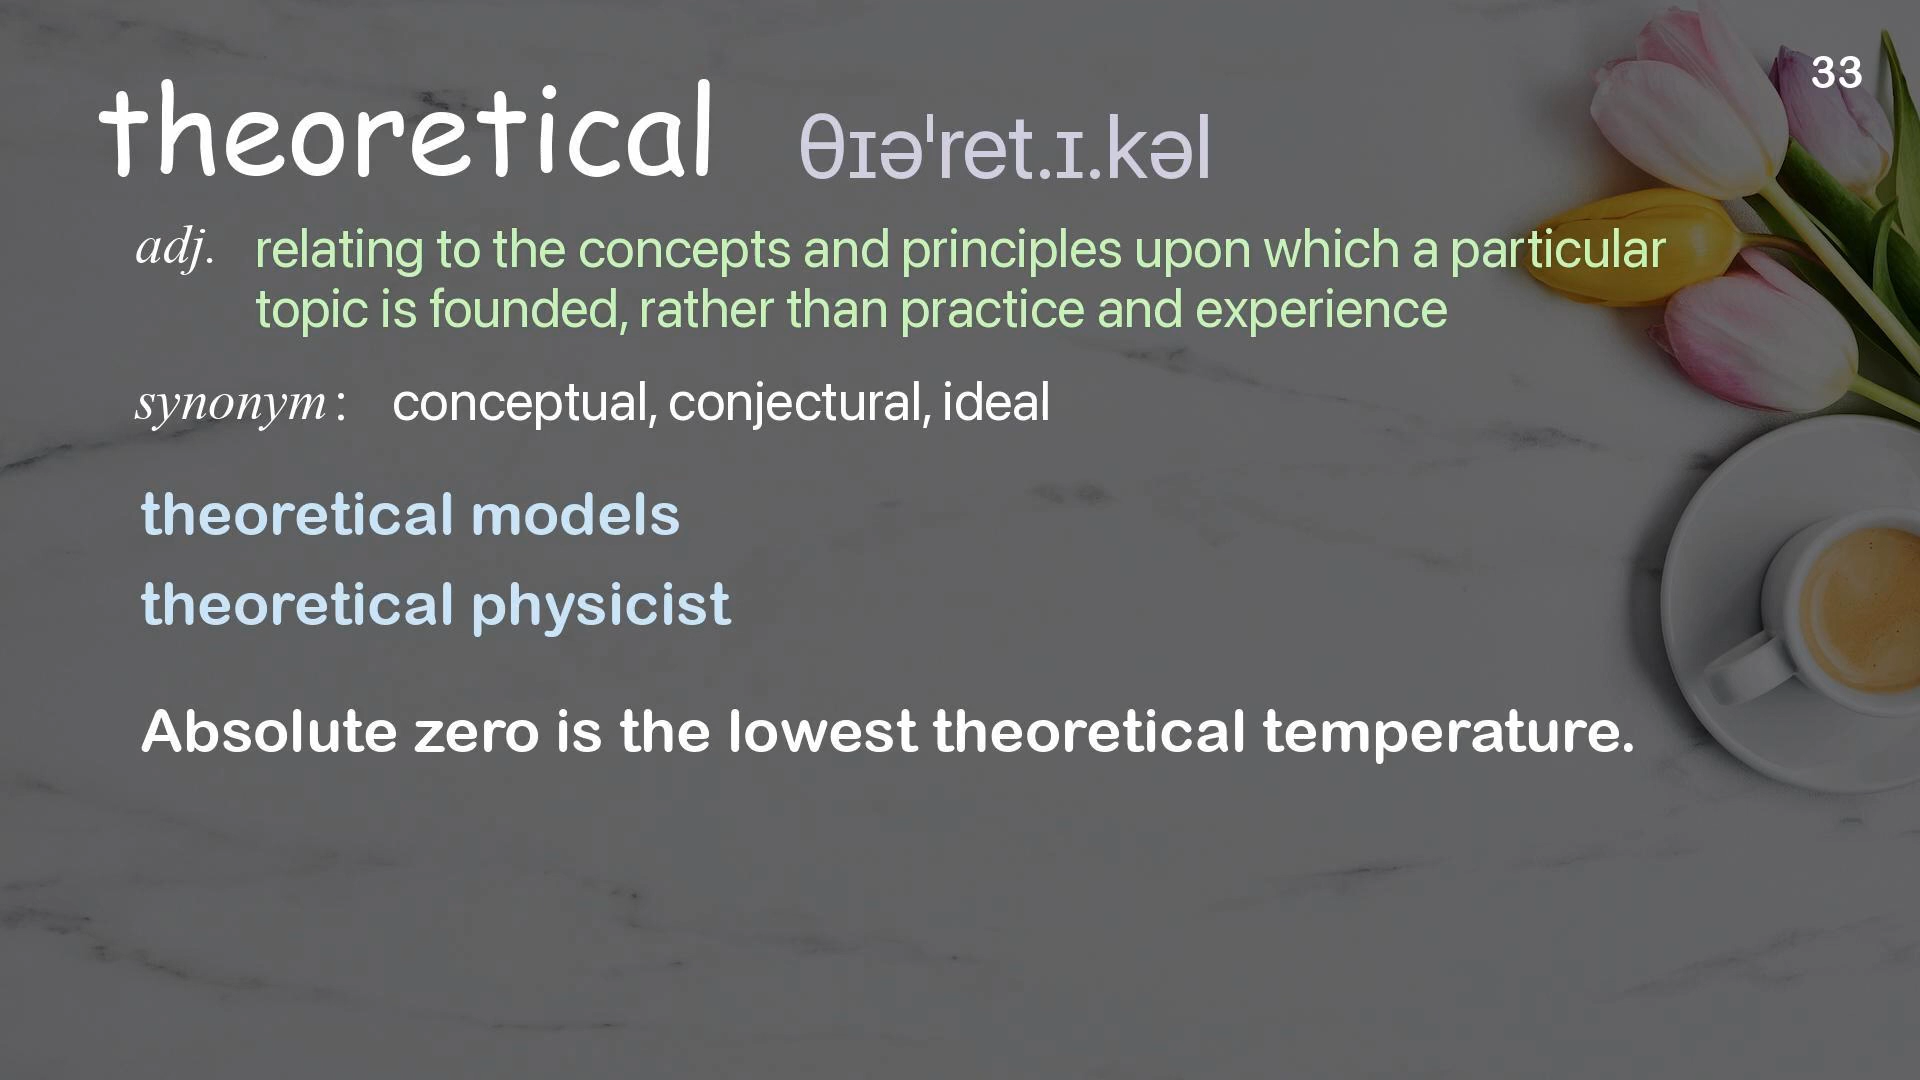 33
theoretical θɪəˈret.ɪ.kəl
adj. relating to the concepts and principles upon which a particular
topic is founded, rather than practice and experience
synonym : conceptual, conjectural, ideal
theoretical models
theoretical physicist
Absolute zero is the lowest theoretical temperature.